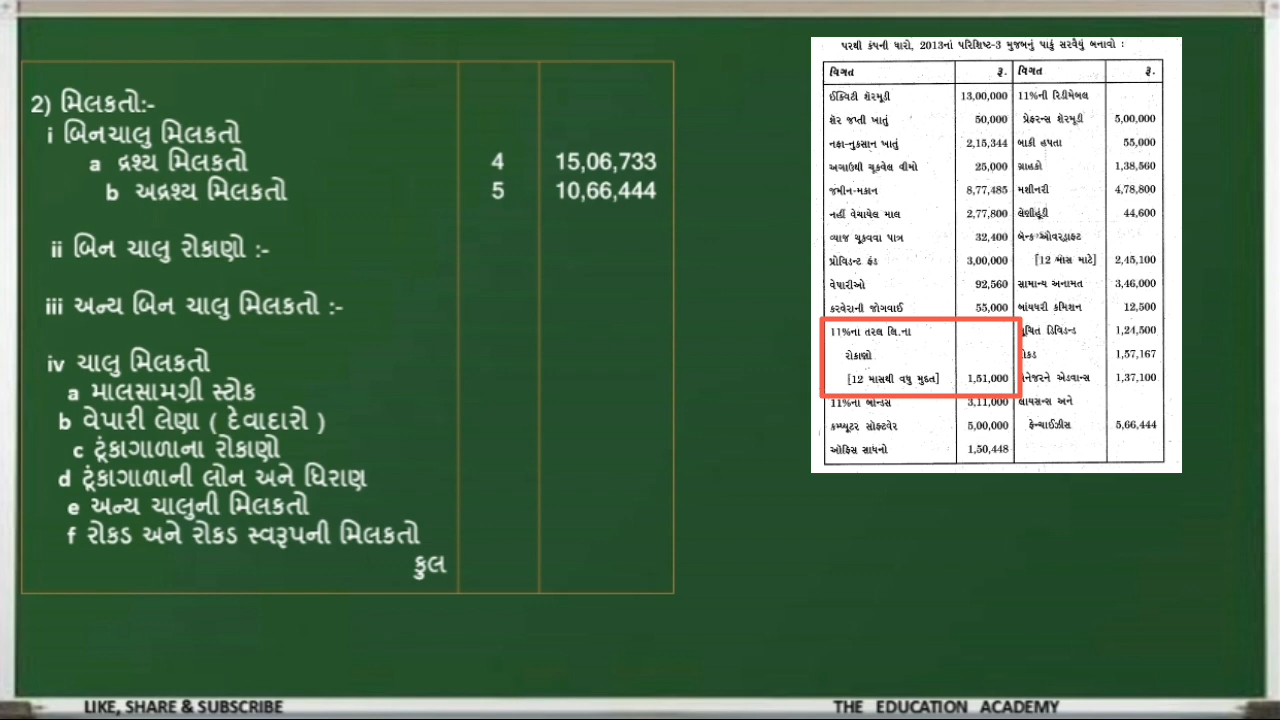 2) મિલકતો:-
i બિનચાલુ મિલકતો
a દ્રશ્ય મિલકતો 4 15,06,733
b અદ્રશ્ય મિલકતો 5 10,66,444
ii બિન ચાલુ રોકાણો :-
iii અન્ય બિન ચાલુ મિલકતો :-
iv ચાલુ મિલકતો
a માલસામગ્રી સ્ટોક
b વેપારી લેણા ( દેવાદારો )
c ટ્રૂંકાગાળાના રોકાણો
d ટ્રૂંકાગાળાની લોન અને ધિરાણ
e અન્ય ચાલુની મિલકતો
f રોકડ અને રોકડ સ્વરૂપની મિલકતો
કુલ
પરથી કંપની ધારો, 2013નાં પરિશિષ્ટ-3 મુજબનું પાકું સરવૈયું બનાવો :
વિગત રૂ. વિગત રૂ.
ઈક્વિટી શૅરમૂડી 13,00,000 11%ની રિડીમેબલ
શૅર જપ્તી ખાતું 50,000 પ્રેફરન્સ શેરમૂડી 5,00,000
નફા-નુકસાન ખાતું 2,15,344 બાકી હપતા 55,000
અગાઉથી ચૂકવેલ વીમો 25,000 ગ્રાહકો 1,38,560
જમીન-મકાન 8,77,485 મશીનરી 4,78,800
નહીં વેચાયેલ માલ 2,77,800 લેણીહૂંડી 44,600
વ્યાજ ચૂકવવા પાત્ર 32,400 બૅન્ક ઓવરડ્રાફ્ટ
પ્રોવિડન્ટ ફંડ 3,00,000 [12 માસ માટે] 2,45,100
વેપારીઓ 92,560 સામાન્ય અનામત 3,46,000
કરવેરાની જોગવાઈ 55,000 બાંયધરી કમિશન 12,500
11%ના તરલ લિ.ના સૂચિત ડિવિડન્ડ 1,24,500
રોકાણો રોકડ 1,57,167
[12 માસથી વધુ મુદત] 1,51,000 મેનેજરને એડવાન્સ 1,37,100
11%ના બૉન્ડસ 3,11,000 લાયસન્સ અને
કમ્પ્યૂટર સૉફ્ટવેર 5,00,000 ફ્રેન્ચાઈઝીસ 5,66,444
ઑફિસ સાધનો 1,50,448
LIKE, SHARE & SUBSCRIBE THE EDUCATION ACADEMY